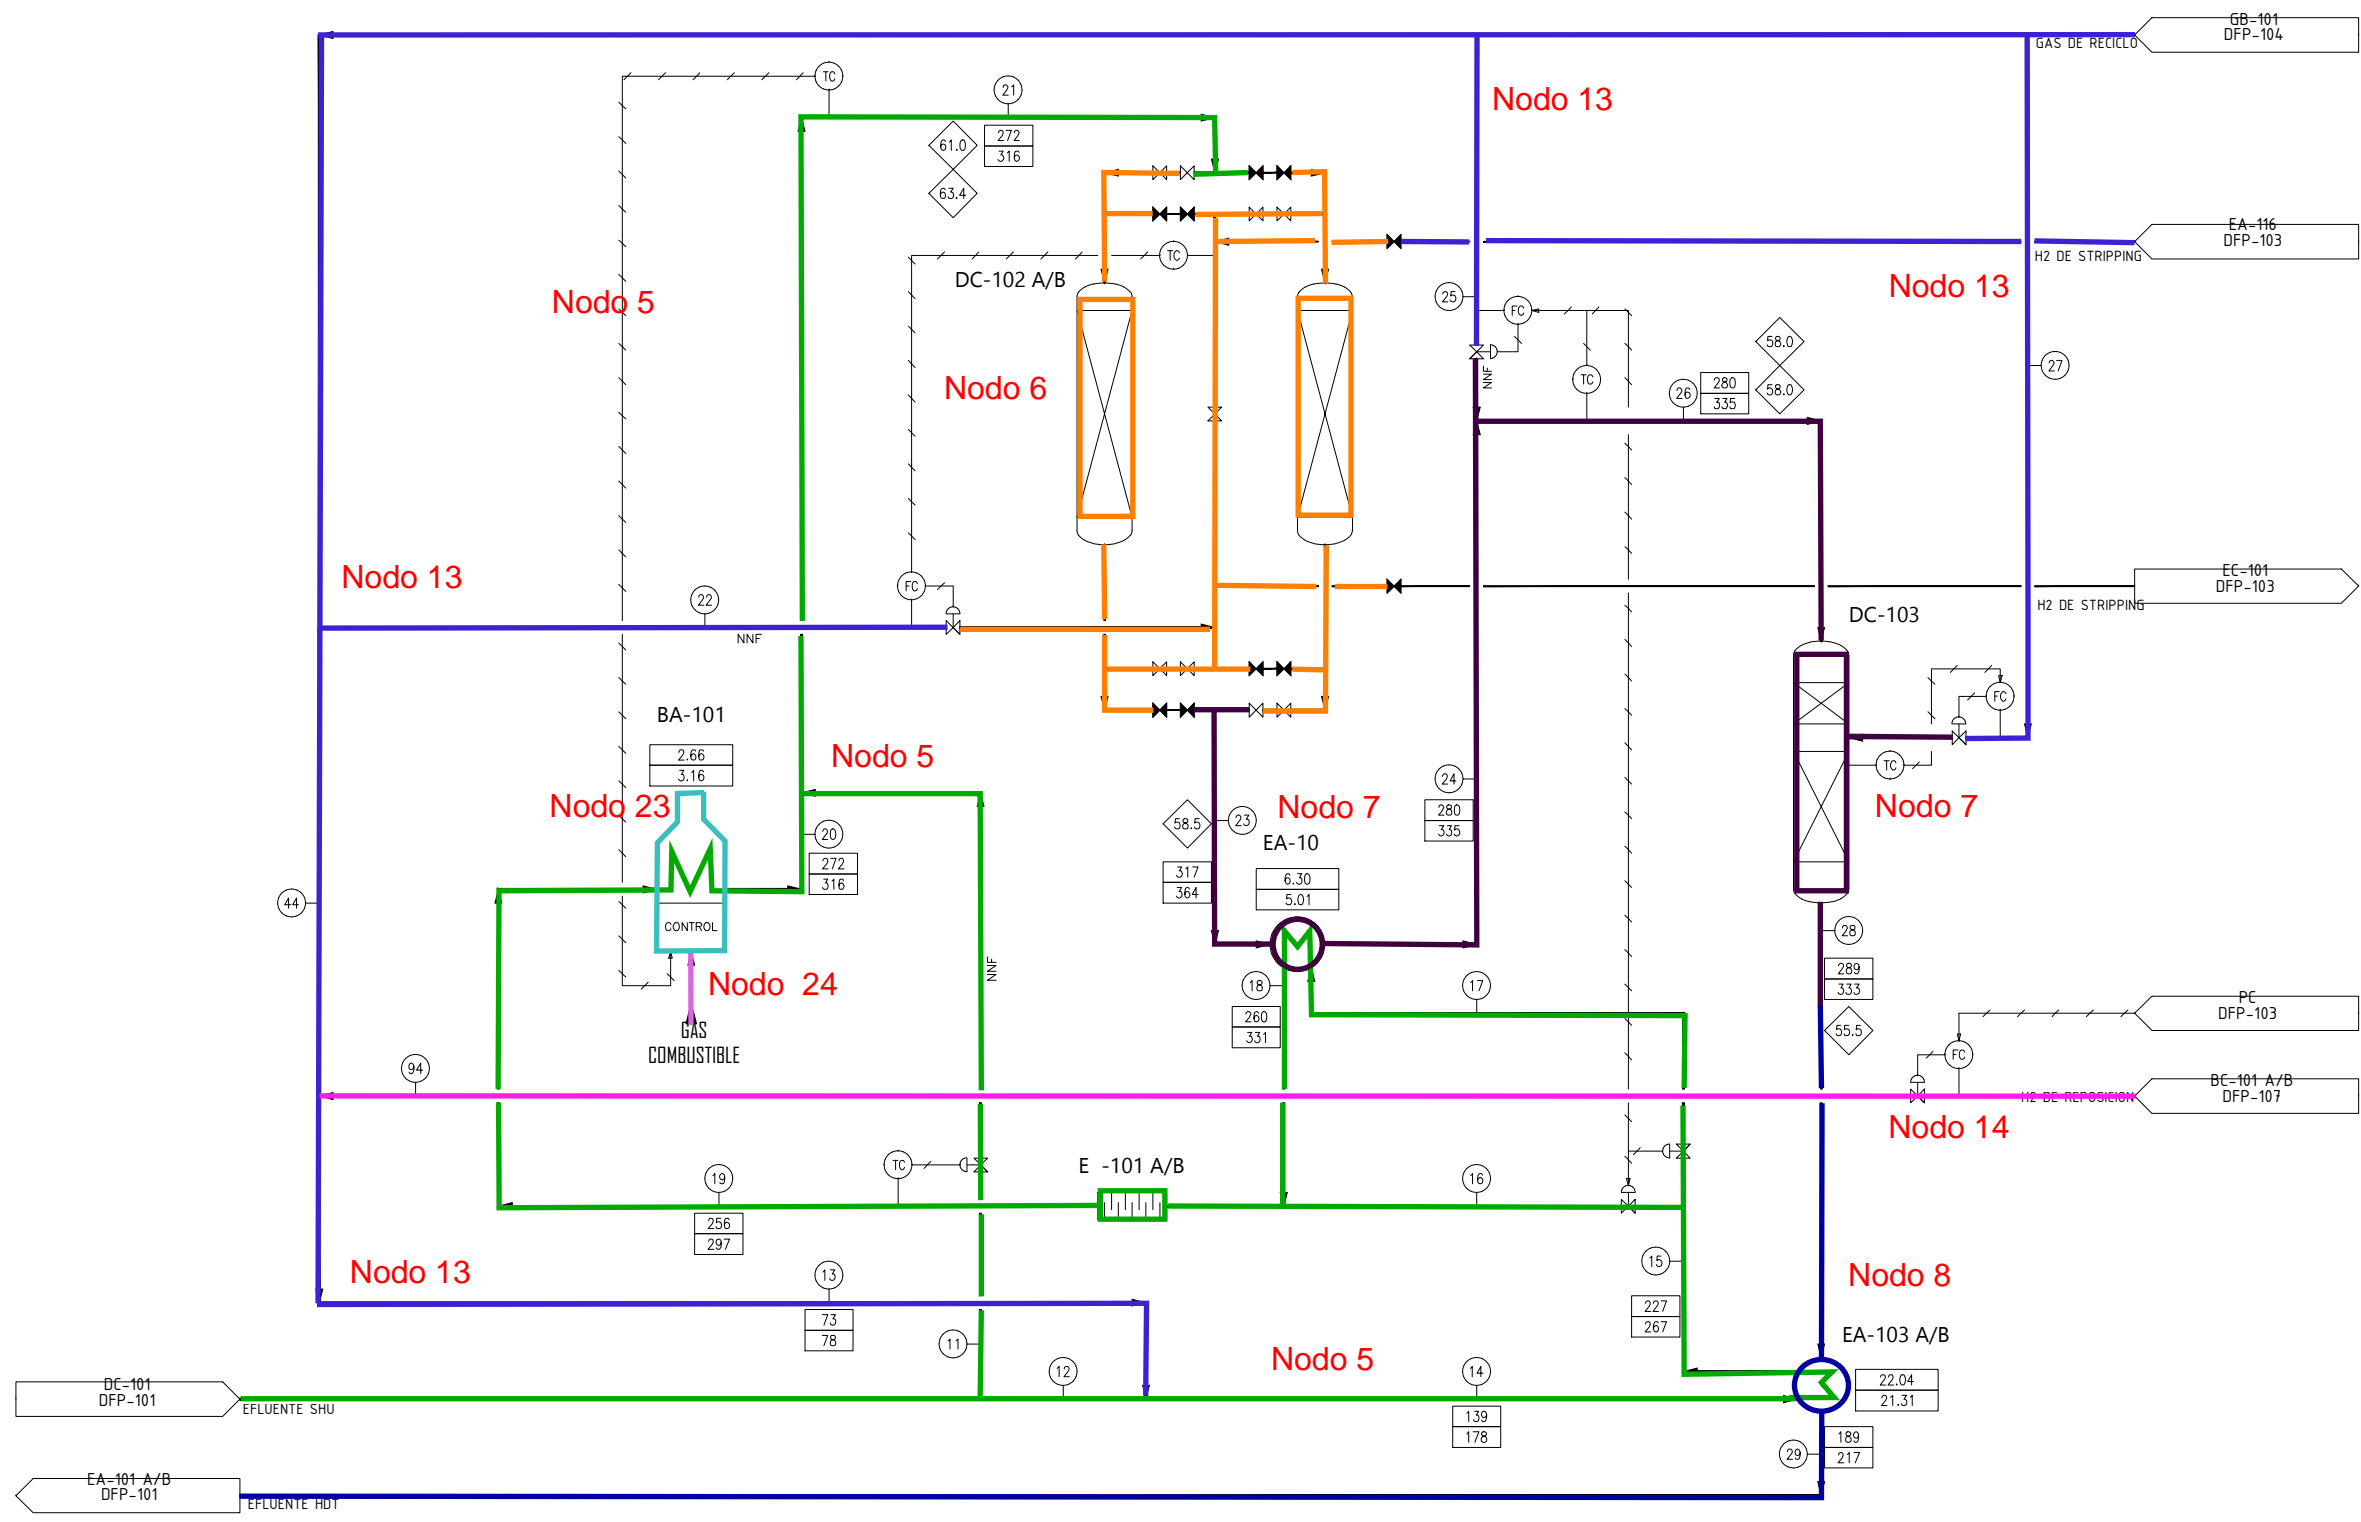 GB-101
DFP-104
GAS DE RECICLO
TC
21
272
316
61.0
63.4
Nodo 13
EA-116
DFP-103
H2 DE STRIPPING
TC
DC-102 A/B
Nodo 5
Nodo 13
25
FC
NNF
58.0
58.0
TC
26
280
335
27
Nodo 6
Nodo 13
FC
22
NNF
EC-101
DFP-103
H2 DE STRIPPING
DC-103
FC
TC
BA-101
2.66
3.16
Nodo 5
Nodo 23
20
272
316
CONTROL
Nodo 24
GAS
COMBUSTIBLE
NNF
58.5
23
317
364
Nodo 7
EA-10
6.30
5.01
24
280
335
Nodo 7
44
28
289
333
55.5
18
260
331
17
PC
DFP-103
FC
94
BC-101 A/B
DFP-107
H2 DE REPOSICION
Nodo 14
TC
E -101 A/B
19
256
297
16
15
227
267
Nodo 8
Nodo 13
13
73
78
EA-103 A/B
22.04
21.31
11
12
Nodo 5
14
139
178
DC-101
DFP-101
EFLUENTE SHU
29
189
217
EA-101 A/B
DFP-101
EFLUENTE HDT